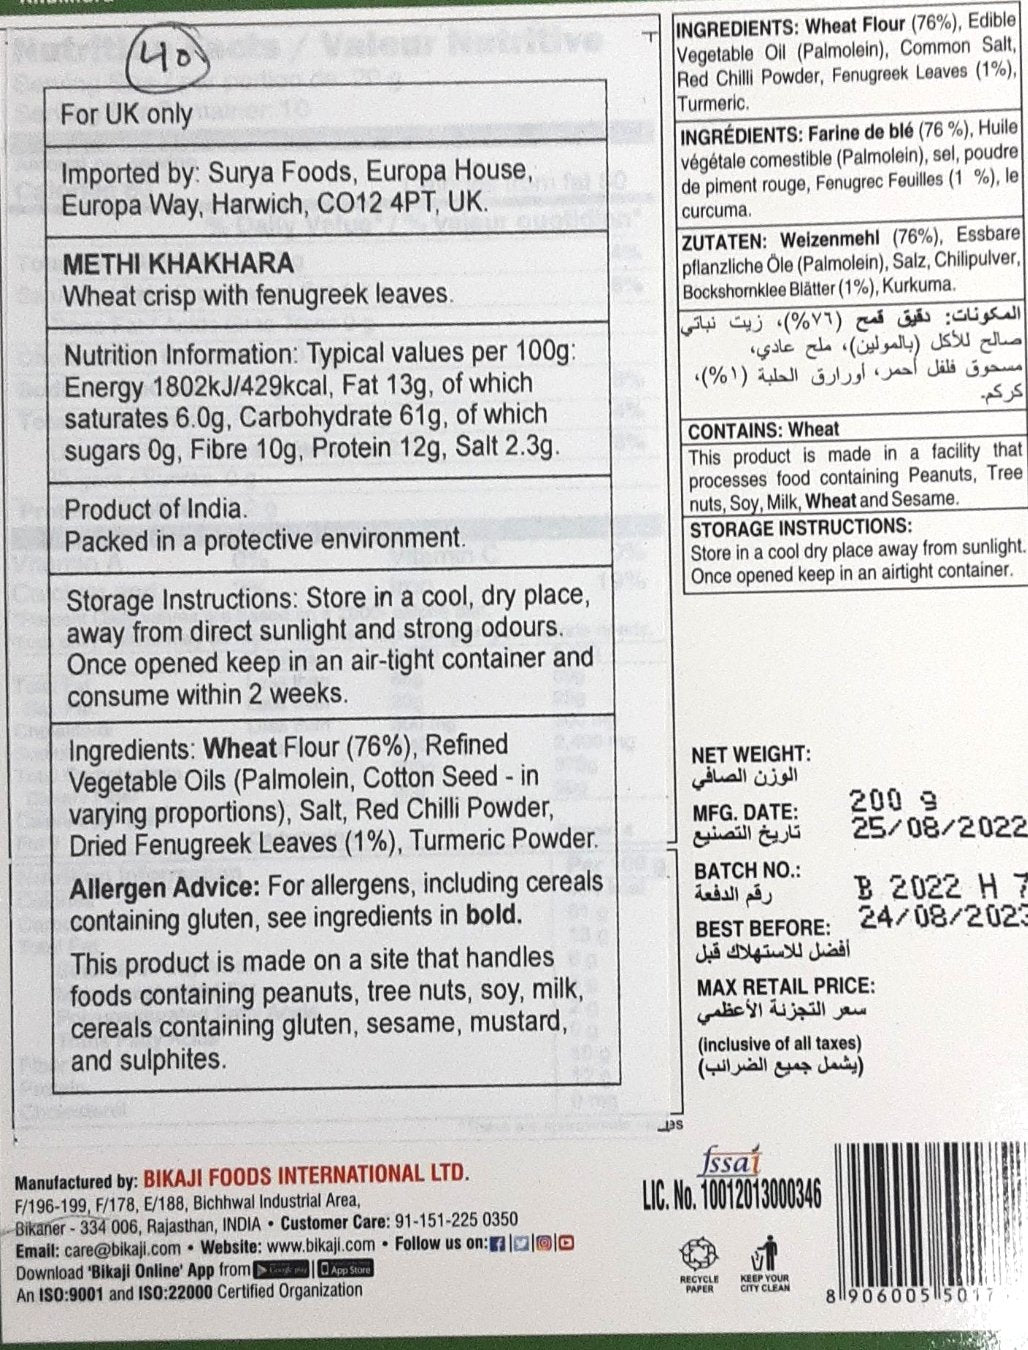 40
For UK only
Imported by: Surya Foods, Europa House,
Europa Way, Harwich, CO12 4PT, UK.
METHI KHAKHARA
Wheat crisp with fenugreek leaves.
Nutrition Information: Typical values per 100g:
Energy 1802kJ/429kcal, Fat 13g, of which
saturates 6.0g, Carbohydrate 61g, of which
sugars 0g, Fibre 10g, Protein 12g, Salt 2.3g.
Product of India.
Packed in a protective environment.
Storage Instructions: Store in a cool, dry place,
away from direct sunlight and strong odours.
Once opened keep in an air-tight container and
consume within 2 weeks.
Ingredients: Wheat Flour (76%), Refined
Vegetable Oils (Palmolein, Cotton Seed - in
varying proportions), Salt, Red Chilli Powder,
Dried Fenugreek Leaves (1%), Turmeric Powder.
Allergen Advice: For allergens, including cereals
containing gluten, see ingredients in bold.
This product is made on a site that handles
foods containing peanuts, tree nuts, soy, milk,
cereals containing gluten, sesame, mustard,
and sulphites.
INGREDIENTS: Wheat Flour (76%), Edible
Vegetable Oil (Palmolein), Common Salt,
Red Chilli Powder, Fenugreek Leaves (1%),
Turmeric.
INGRÉDIENTS: Farine de blé (76 %), Huile
végétale comestible (Palmolein), sel, poudre
de piment rouge, Fenugrec Feuilles (1 %), le
curcuma.
ZUTATEN: Weizenmehl (76%), Essbare
pflanzliche Öle (Palmolein), Salz, Chilipulver,
Bockshornklee Blätter (1%), Kurkuma.
المكونات: دقيق قمح (٧٦%)، زيت نباتي
صالح للأكل (بالمولين)، ملح عادي،
مسحوق فلفل أحمر، أورارق الحلبة (١%)،
كركم.
CONTAINS: Wheat
This product is made in a facility that
processes food containing Peanuts, Tree
nuts, Soy, Milk, Wheat and Sesame.
STORAGE INSTRUCTIONS:
Store in a cool dry place away from sunlight.
Once opened keep in an airtight container.
NET WEIGHT:
الوزن الصافي
200 g
MFG. DATE:
25/08/2022
تاريخ التصنيع
BATCH NO.:
B 2022 H 7
رقم الدفعة
BEST BEFORE:
24/08/2023
أفضل للاستهلاك قبل
MAX RETAIL PRICE:
سعر التجزئة الأعظمي
(inclusive of all taxes)
(يشمل جميع الضرائب)
Manufactured by: BIKAJI FOODS INTERNATIONAL LTD.
F/196-199, F/178, E/188, Bichhwal Industrial Area,
Bikaner - 334 006, Rajasthan, INDIA • Customer Care: 91-151-225 0350
Email: care@bikaji.com • Website: www.bikaji.com • Follow us on:
Download 'Bikaji Online' App from Google play | App Store
An ISO:9001 and ISO:22000 Certified Organization
fssai
LIC. No. 10012013000346
RECYCLE
PAPER
KEEP YOUR
CITY CLEAN
8 906005 5017